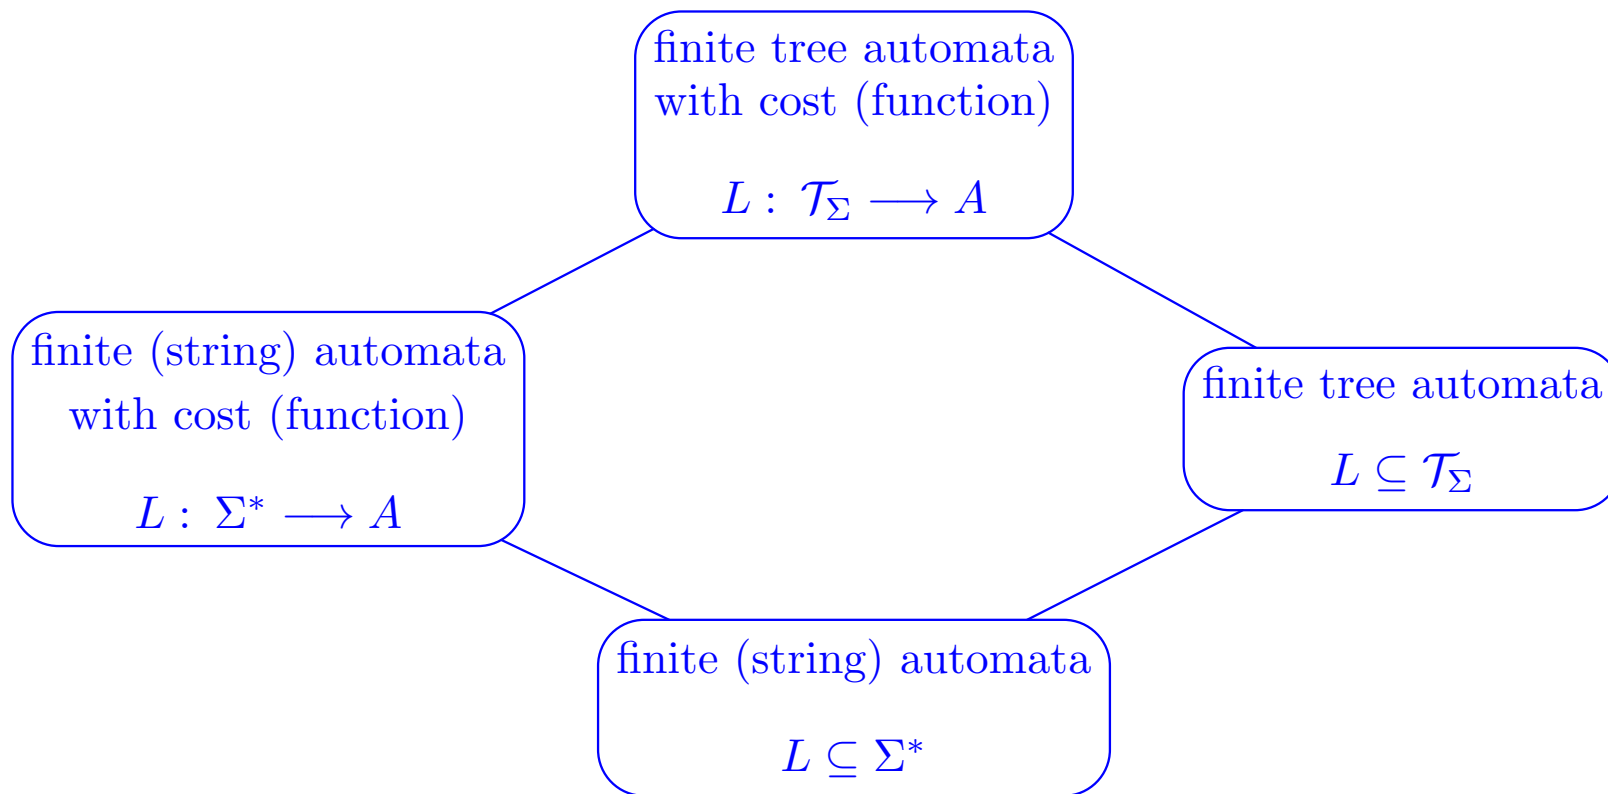 finite tree automata
with cost (function)
L : 𝒯_Σ ⟶ A
finite (string) automata
with cost (function)
L : Σ* ⟶ A
finite tree automata
L ⊆ 𝒯_Σ
finite (string) automata
L ⊆ Σ*